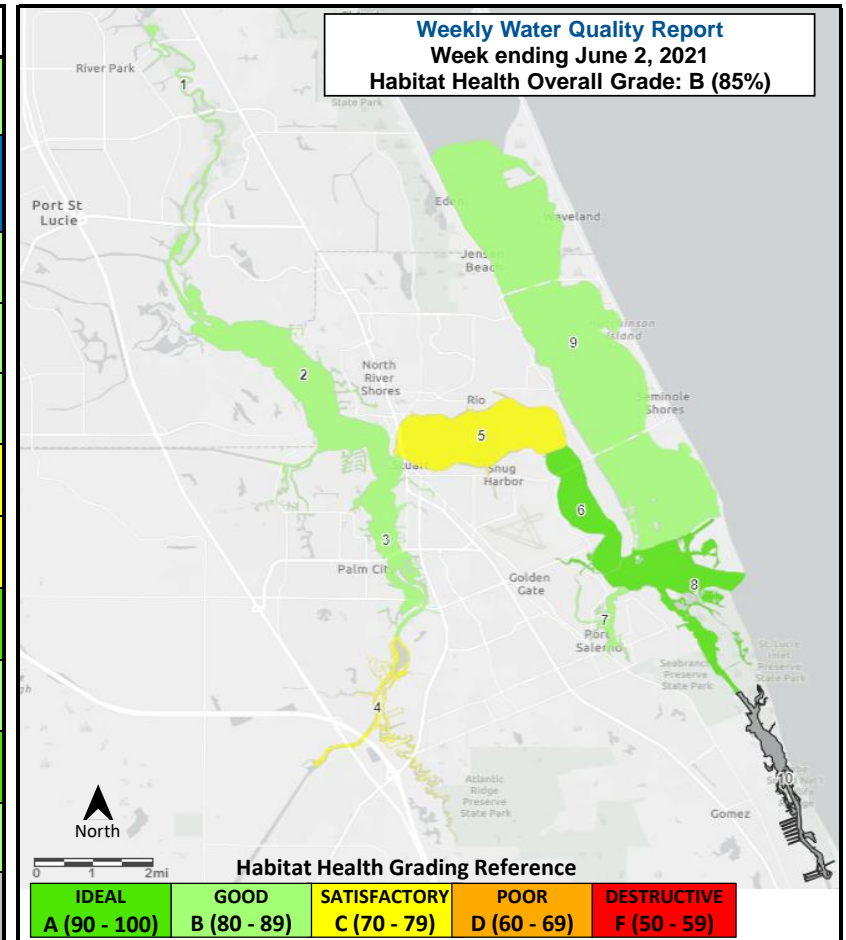 Weekly Water Quality Report
Week ending June 2, 2021
Habitat Health Overall Grade: B (85%)
River Park
1
State Park
Port St
Lucie
Eden
Waveland
Jensen
Beach
9
Hutchinson
Island
North
River
Shores
2
Rio
Seminole
Shores
5
Stuart
Snug
Harbor
6
3
Palm City
Golden
Gate
8
7
Port
Salerno
St. Lucie
Inlet
Preserve
State Park
Seabranch
Preserve
State Park
4
10
Atlantic
Ridge
Preserve
State Park
Gomez
North
0 1 2mi
Habitat Health Grading Reference
IDEAL GOOD SATISFACTORY POOR DESTRUCTIVE
A (90 - 100) B (80 - 89) C (70 - 79) D (60 - 69) F (50 - 59)